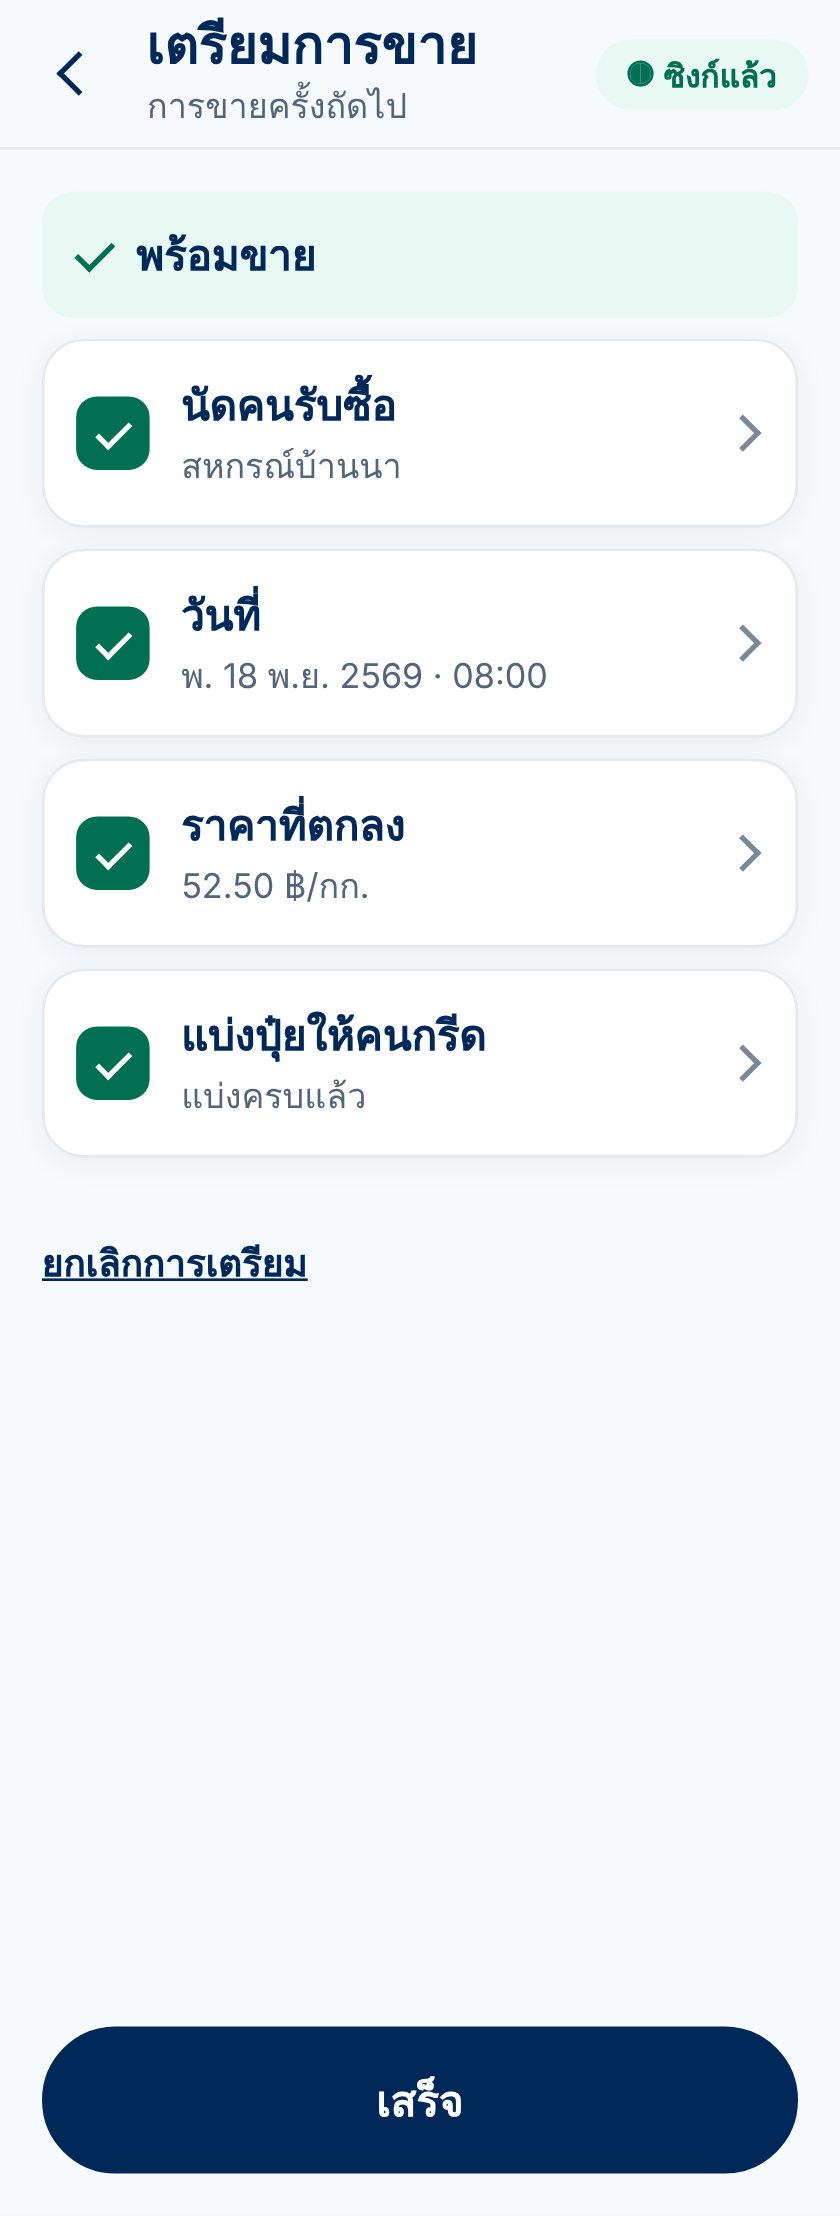 เตรียมการขาย
การขายครั้งถัดไป
ซิงก์แล้ว
พร้อมขาย
นัดคนรับซื้อ
สหกรณ์บ้านนา
วันที่
พ. 18 พ.ย. 2569 · 08:00
ราคาที่ตกลง
52.50 ฿/กก.
แบ่งปุ๋ยให้คนกรีด
แบ่งครบแล้ว
ยกเลิกการเตรียม
เสร็จ